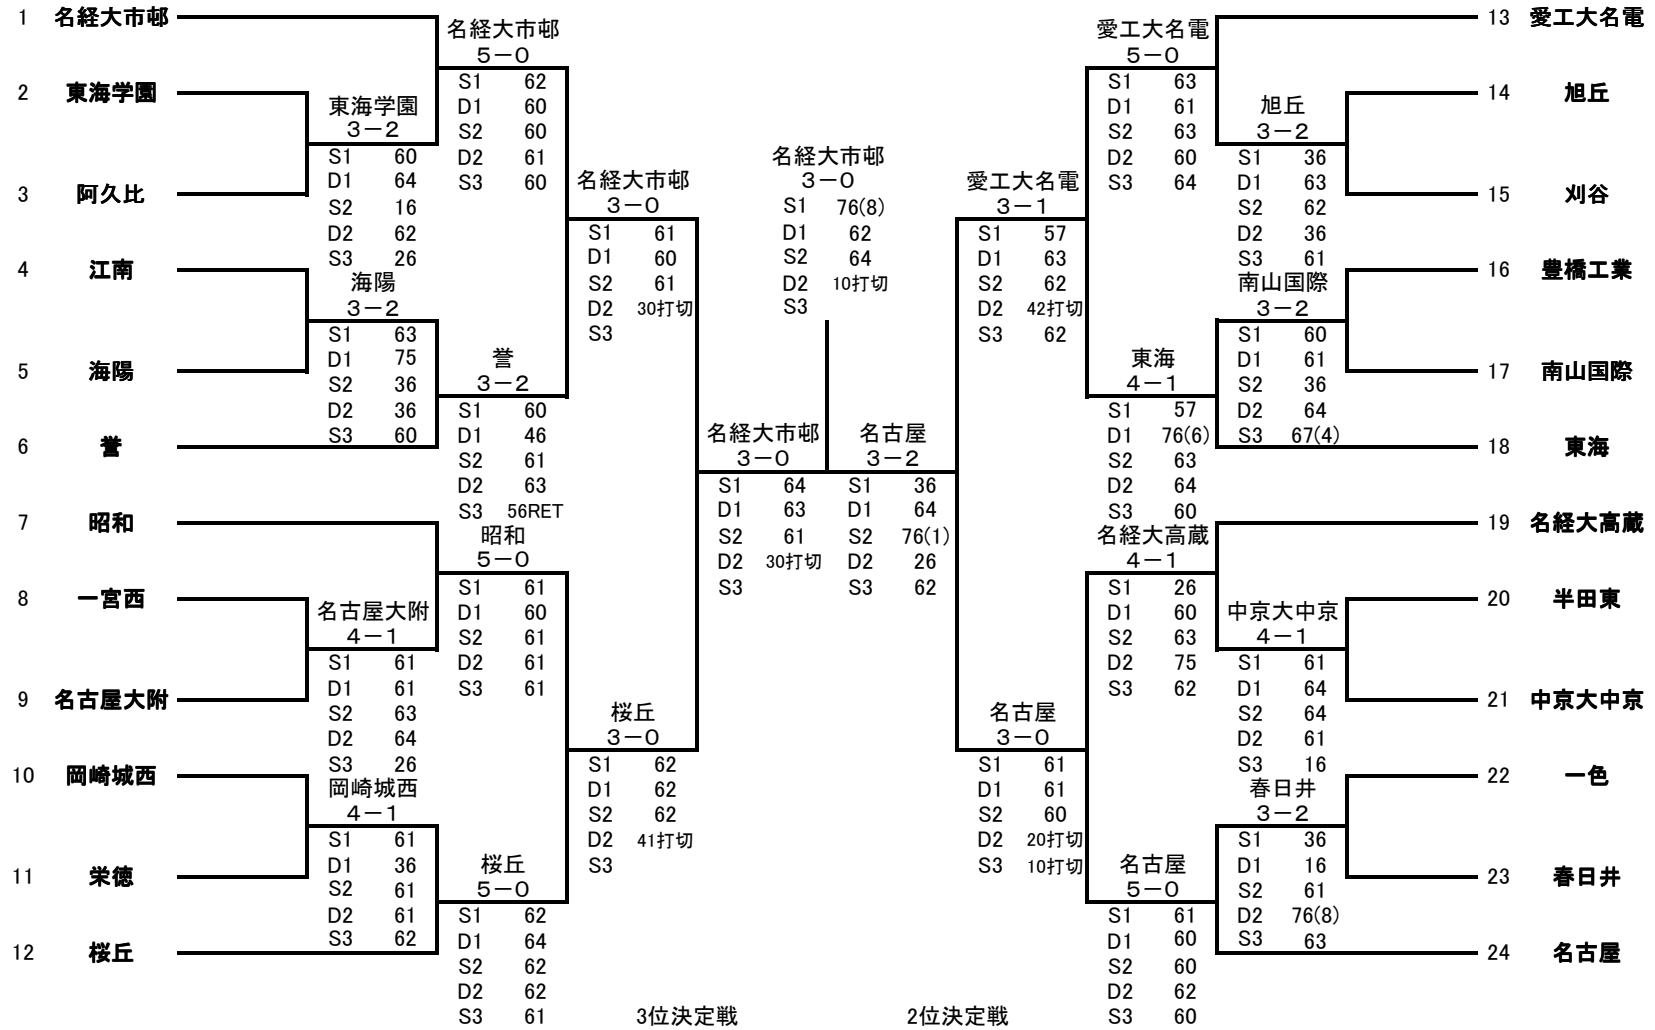 1 名経大市邨
2 東海学園
3 阿久比
4 江南
5 海陽
6 誉
7 昭和
8 一宮西
9 名古屋大附
10 岡崎城西
11 栄徳
12 桜丘
東海学園
3-2
S1 60
D1 64
S2 16
D2 62
S3 26
海陽
3-2
S1 63
D1 75
S2 36
D2 36
S3 60
名古屋大附
4-1
S1 61
D1 61
S2 63
D2 64
S3 26
岡崎城西
4-1
S1 61
D1 36
S2 61
D2 61
S3 62
名経大市邨
5-0
S1 62
D1 60
S2 60
D2 61
S3 60
誉
3-2
S1 60
D1 46
S2 61
D2 63
S3 56RET
昭和
5-0
S1 61
D1 60
S2 61
D2 61
S3 61
桜丘
5-0
S1 62
D1 64
S2 62
D2 62
S3 61
名経大市邨
3-0
S1 61
D1 60
S2 61
D2 30打切
S3
桜丘
3-0
S1 62
D1 62
S2 62
D2 41打切
S3
名経大市邨
3-0
S1 64
D1 63
S2 61
D2 30打切
S3
名経大市邨
3-0
S1 76(8)
D1 62
S2 64
D2 10打切
S3
名古屋
3-2
S1 36
D1 64
S2 76(1)
D2 26
S3 62
愛工大名電
3-1
S1 57
D1 63
S2 62
D2 42打切
S3 62
名古屋
3-0
S1 61
D1 61
S2 60
D2 20打切
S3 10打切
愛工大名電
5-0
S1 63
D1 61
S2 63
D2 60
S3 64
東海
4-1
S1 57
D1 76(6)
S2 63
D2 64
S3 60
名経大高蔵
4-1
S1 26
D1 60
S2 63
D2 75
S3 62
名古屋
5-0
S1 61
D1 60
S2 60
D2 62
S3 60
旭丘
3-2
S1 36
D1 63
S2 62
D2 36
S3 61
南山国際
3-2
S1 60
D1 61
S2 36
D2 64
S3 67(4)
中京大中京
4-1
S1 61
D1 64
S2 64
D2 61
S3 16
春日井
3-2
S1 36
D1 16
S2 61
D2 76(8)
S3 63
13 愛工大名電
14 旭丘
15 刈谷
16 豊橋工業
17 南山国際
18 東海
19 名経大高蔵
20 半田東
21 中京大中京
22 一色
23 春日井
24 名古屋
3位決定戦
2位決定戦